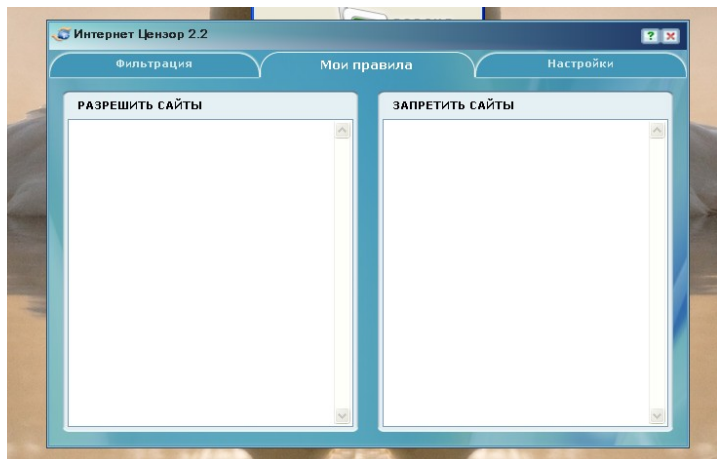 Интернет Цензор 2.2
Фильтрация
Мои правила
Настройки
РАЗРЕШИТЬ САЙТЫ
ЗАПРЕТИТЬ САЙТЫ